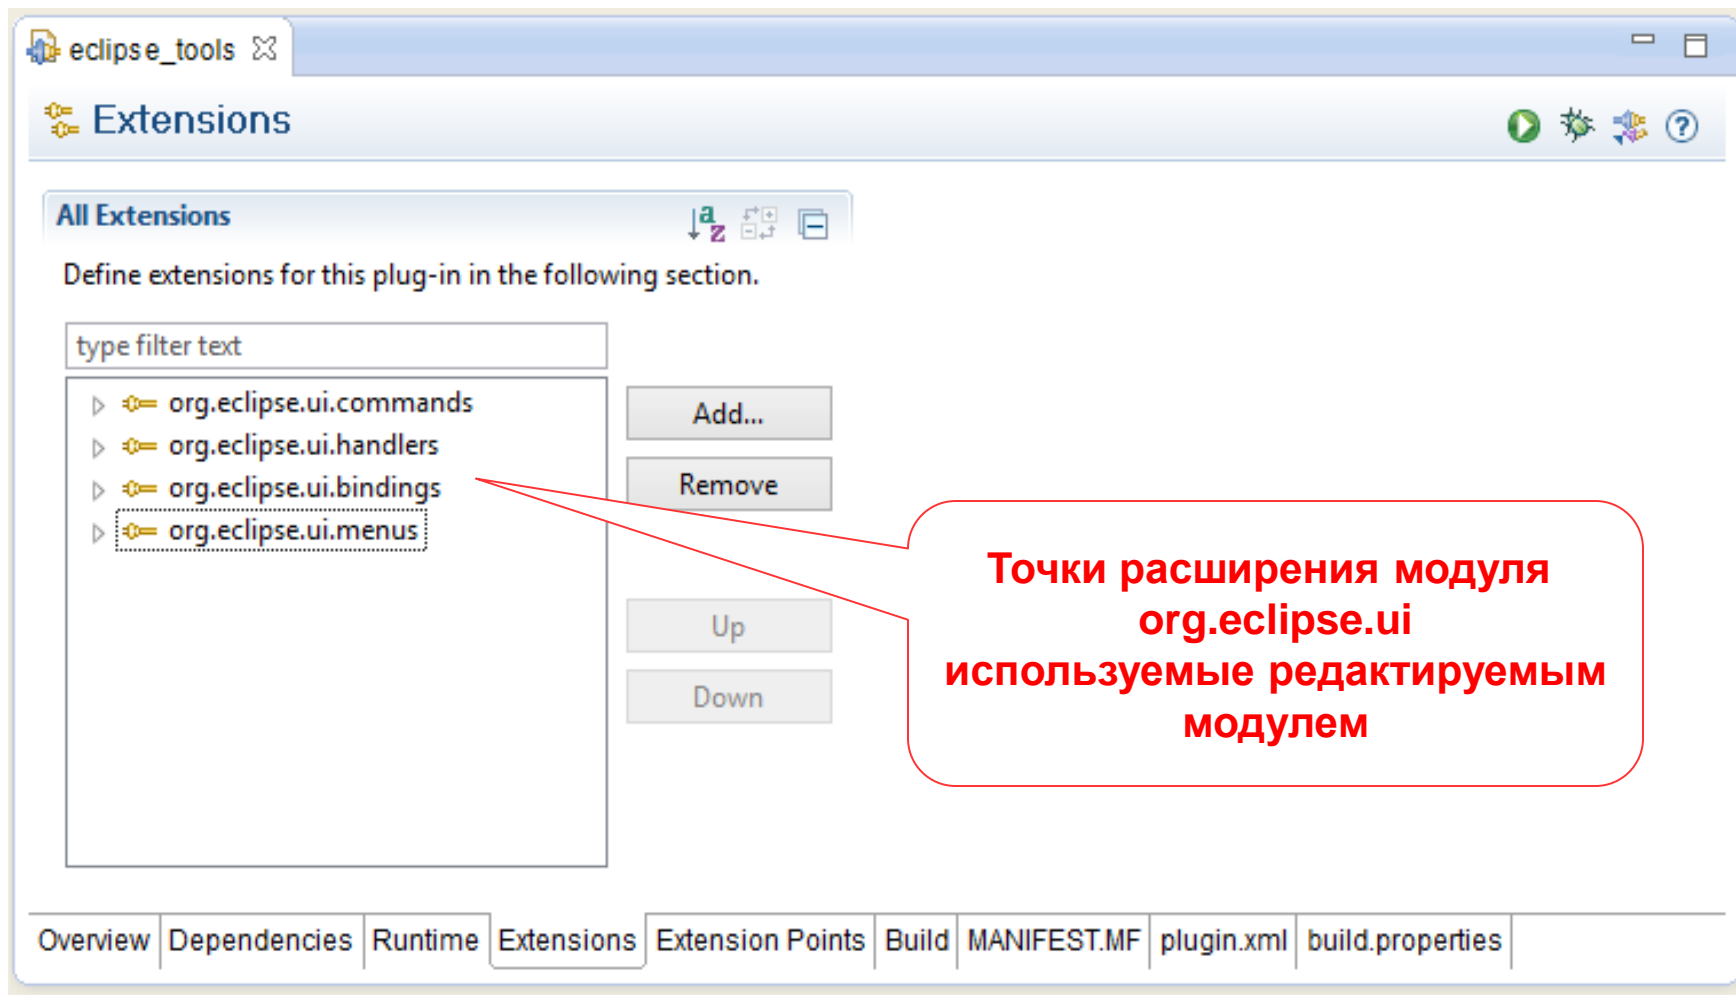 eclipse_tools
Extensions
All Extensions
Define extensions for this plug-in in the following section.
type filter text
org.eclipse.ui.commands
org.eclipse.ui.handlers
org.eclipse.ui.bindings
org.eclipse.ui.menus
Add...
Remove
Up
Down
Точки расширения модуля
org.eclipse.ui
используемые редактируемым
модулем
Overview Dependencies Runtime Extensions Extension Points Build MANIFEST.MF plugin.xml build.properties